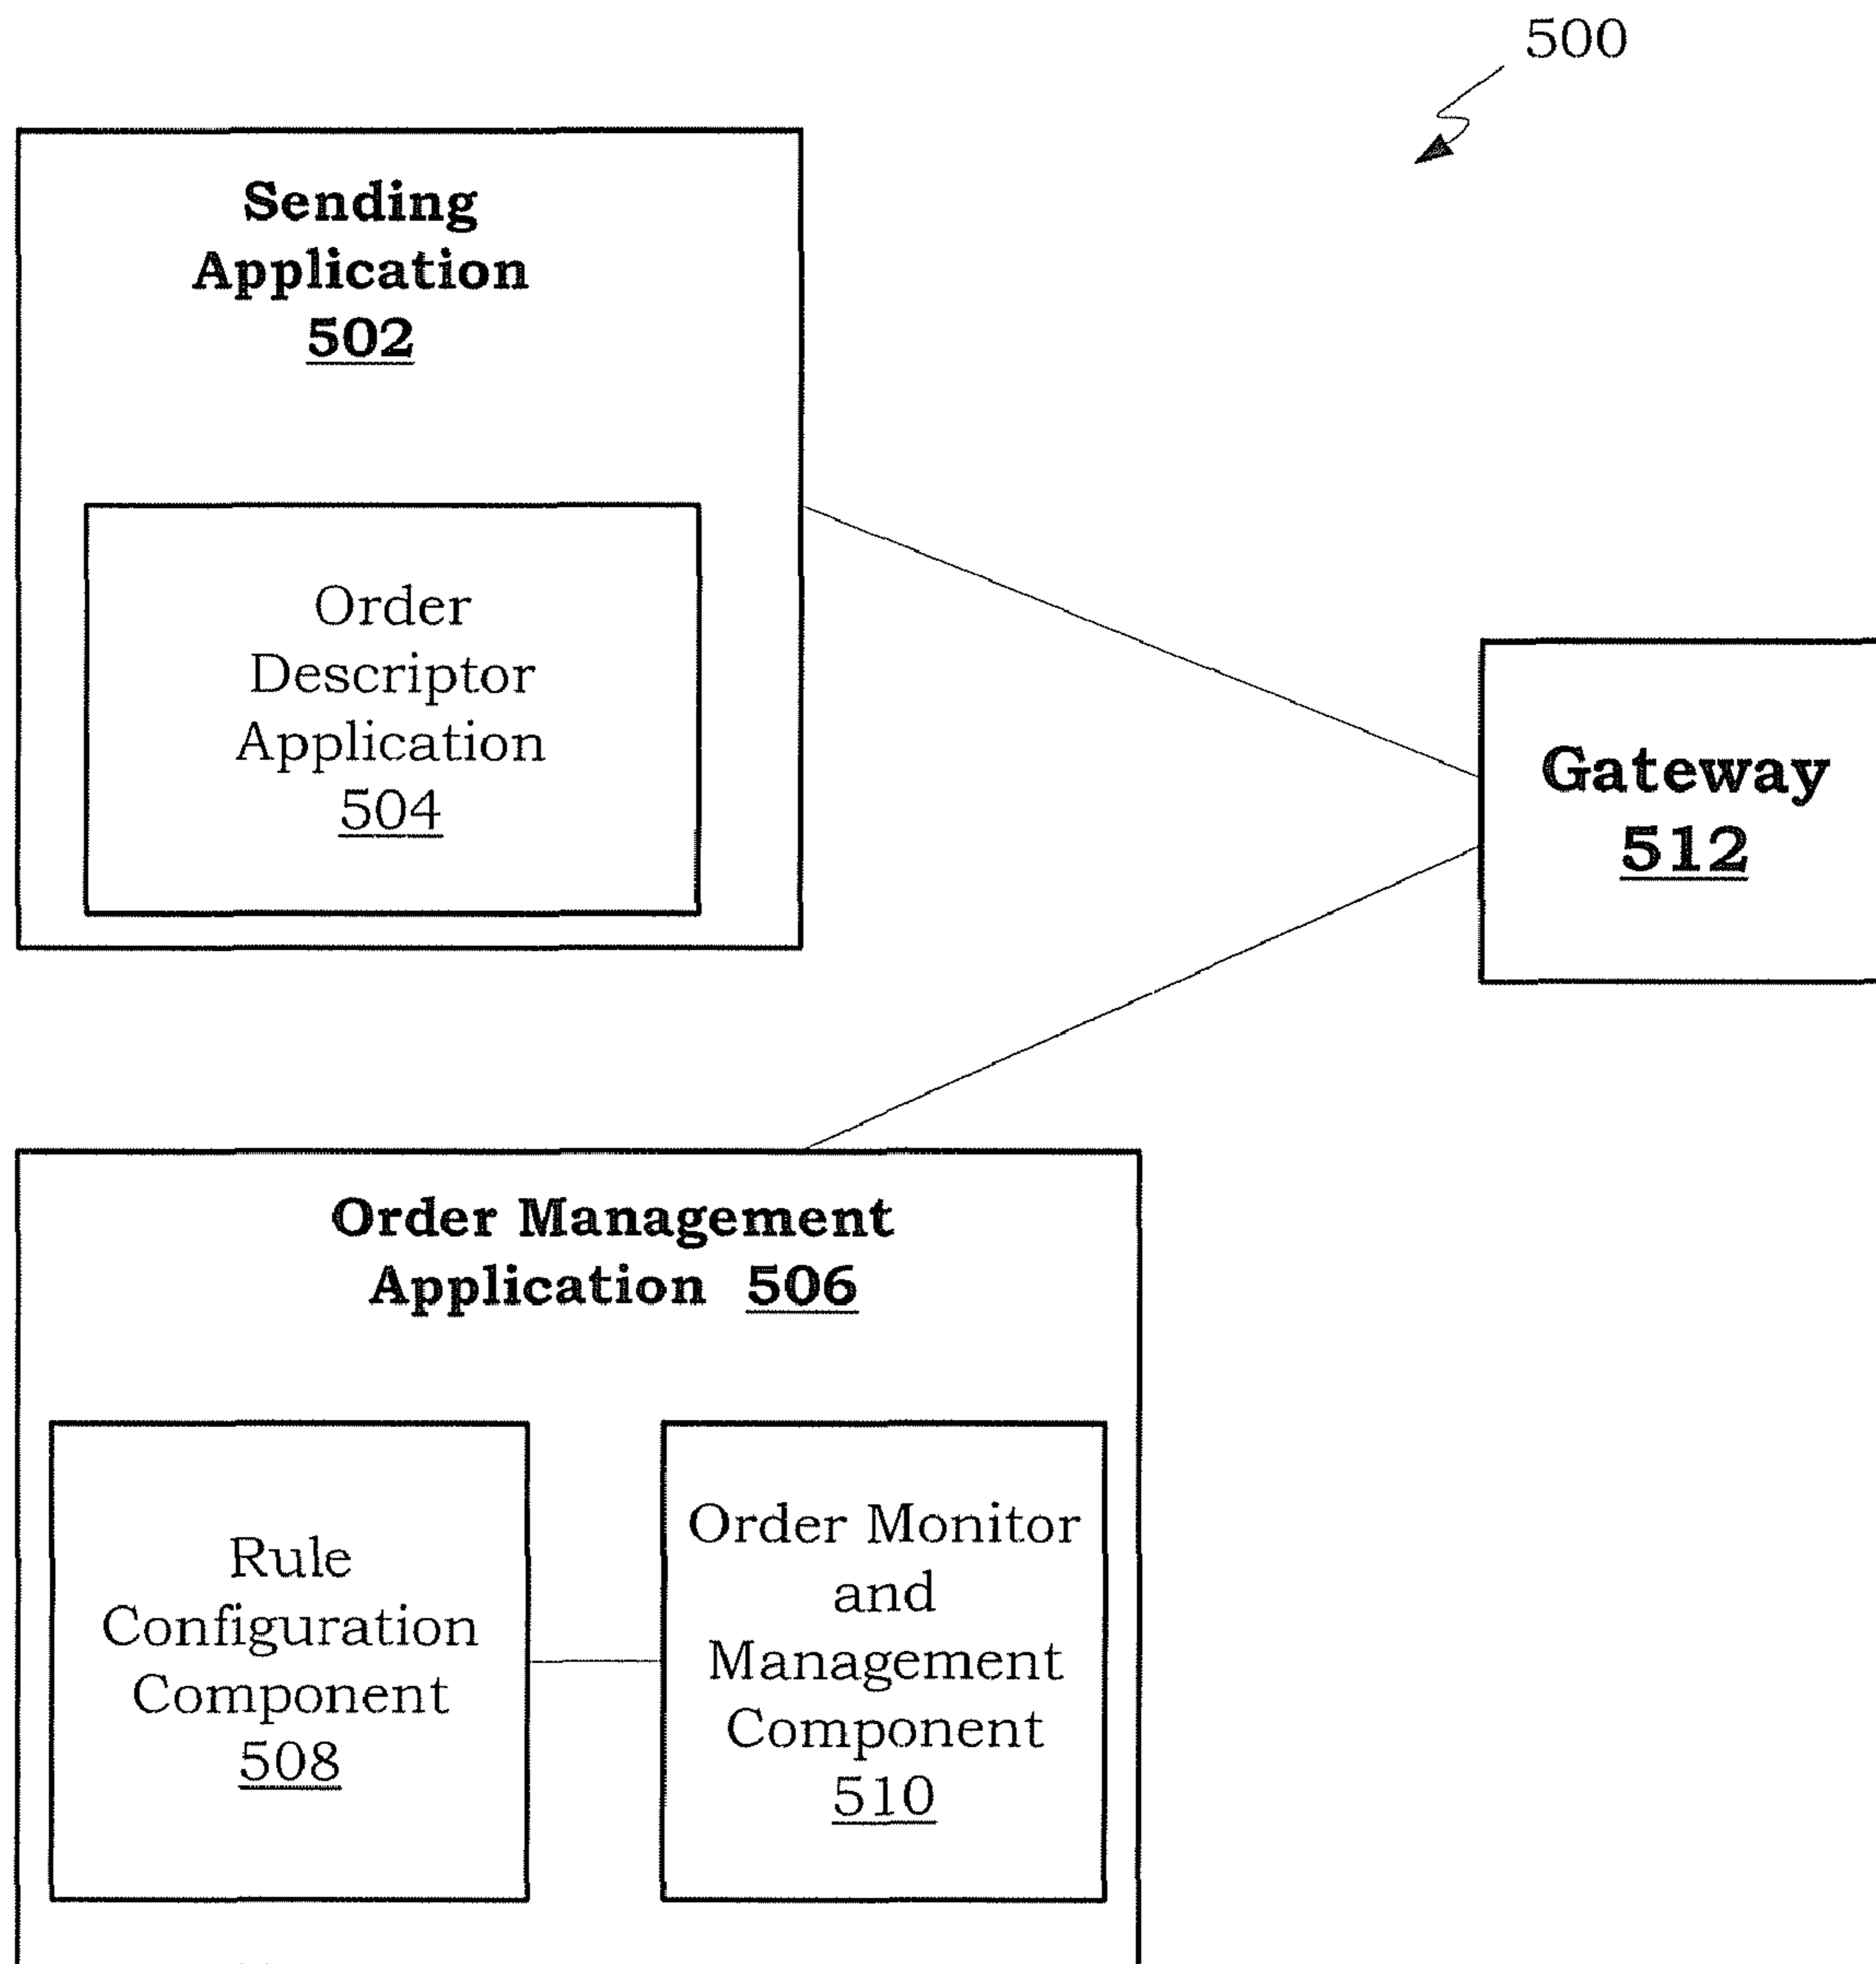 500
Sending
Application
502
Order
Descriptor
Application
504
Gateway
512
Order Management
Application 506
Rule
Configuration
Component
508
Order Monitor
and
Management
Component
510